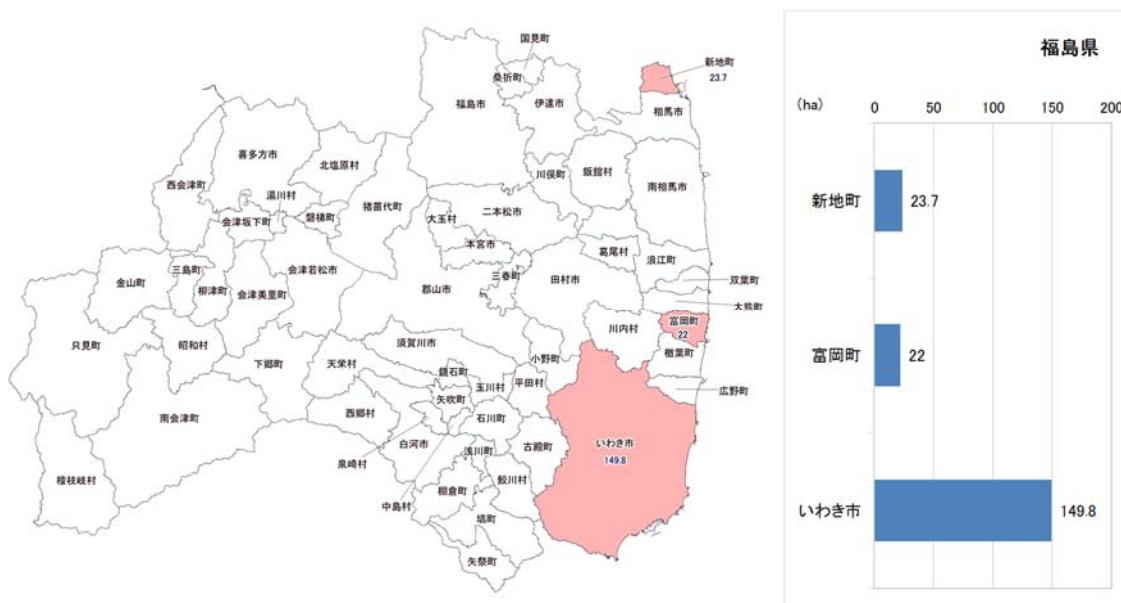 国見町
新地町
23.7
桑折町
福島市
伊達市
相馬市
喜多方市
北塩原村
川俣町
飯館村
南相馬市
西会津町
湯川村
猪苗代町
会津坂下町
磐梯町
大玉村
二本松市
本宮市
葛尾村
浪江町
三島町
会津若松市
三春町
双葉町
金山町
柳津町
会津美里町
郡山市
田村市
大熊町
富岡町
22
川内村
只見町
昭和村
下郷町
天栄村
須賀川市
小野町
楢葉町
鏡石町
玉川村
平田村
広野町
矢吹町
南会津町
西郷村
石川町
白河市
いわき市
149.8
浅川町
古殿町
泉崎村
檜枝岐村
棚倉町
鮫川村
中島村
塙町
矢祭町
福島県
(ha)
0 50 100 150 200
新地町 23.7
富岡町 22
いわき市 149.8